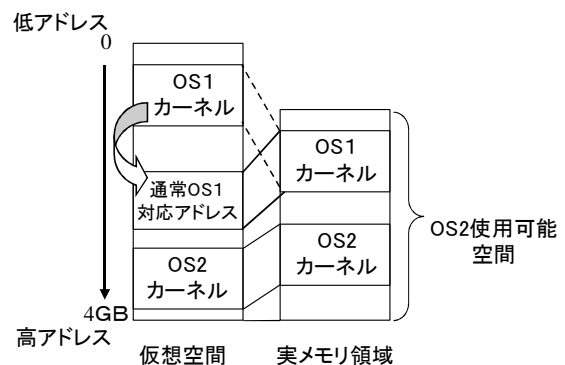 低アドレス
0
OS1
カーネル
通常OS1
対応アドレス
OS2
カーネル
4GB
高アドレス
仮想空間
OS1
カーネル
OS2
カーネル
実メモリ領域
OS2使用可能
空間